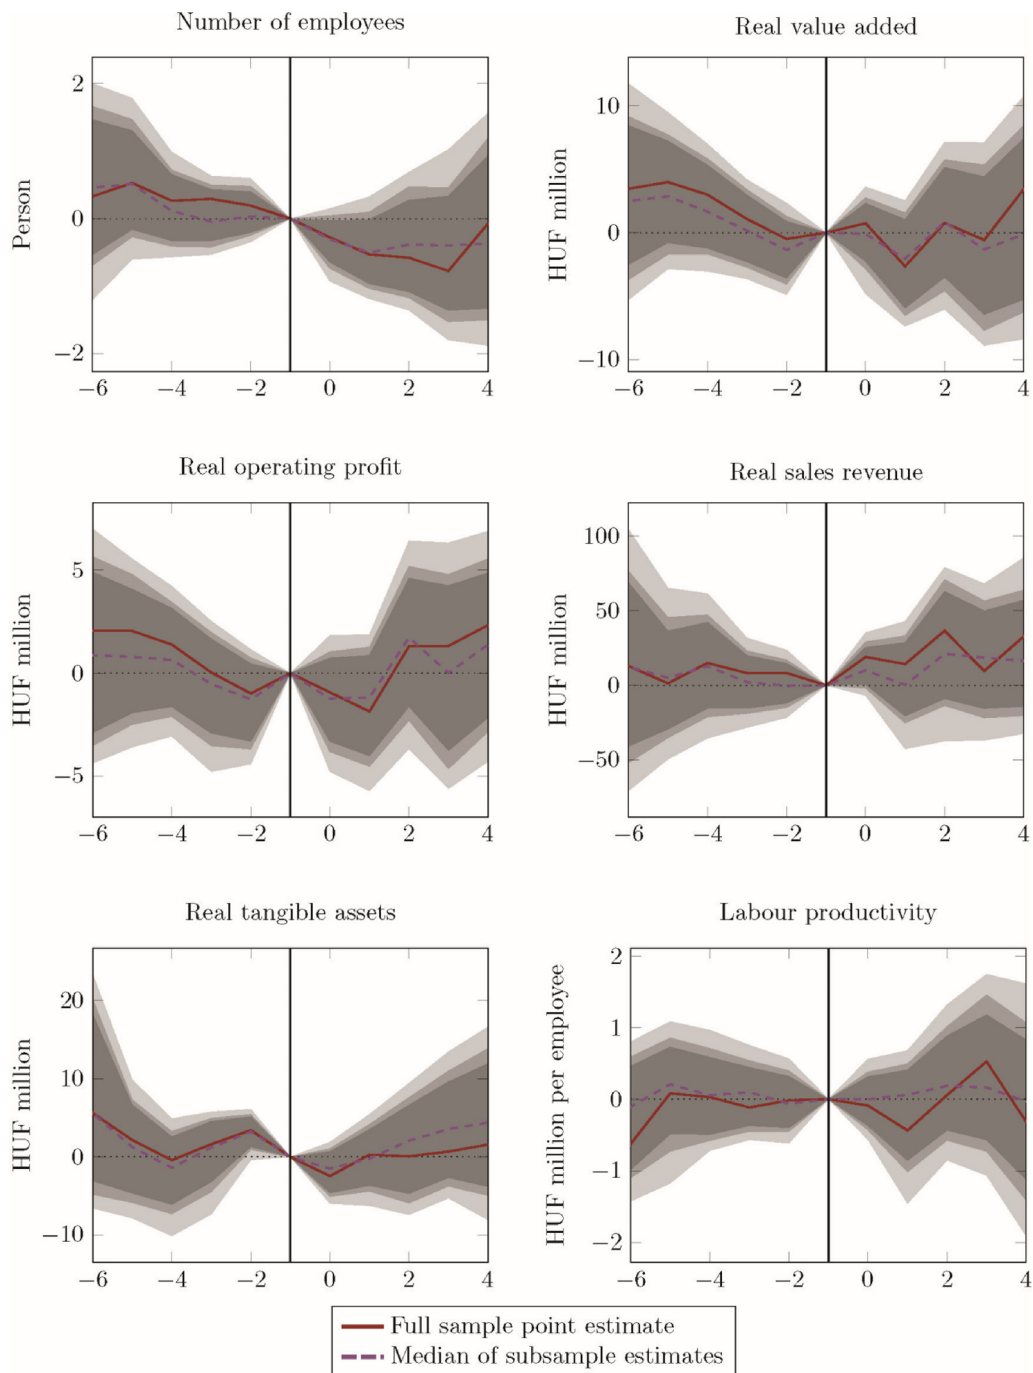 Number of employees
Person
2
0
−2
−6 −4 −2 0 2 4
Real value added
HUF million
10
0
−10
−6 −4 −2 0 2 4
Real operating profit
HUF million
5
0
−5
−6 −4 −2 0 2 4
Real sales revenue
HUF million
100
50
0
−50
−6 −4 −2 0 2 4
Real tangible assets
HUF million
20
10
0
−10
−6 −4 −2 0 2 4
Labour productivity
HUF million per employee
2
1
0
−1
−2
−6 −4 −2 0 2 4
Full sample point estimate
Median of subsample estimates